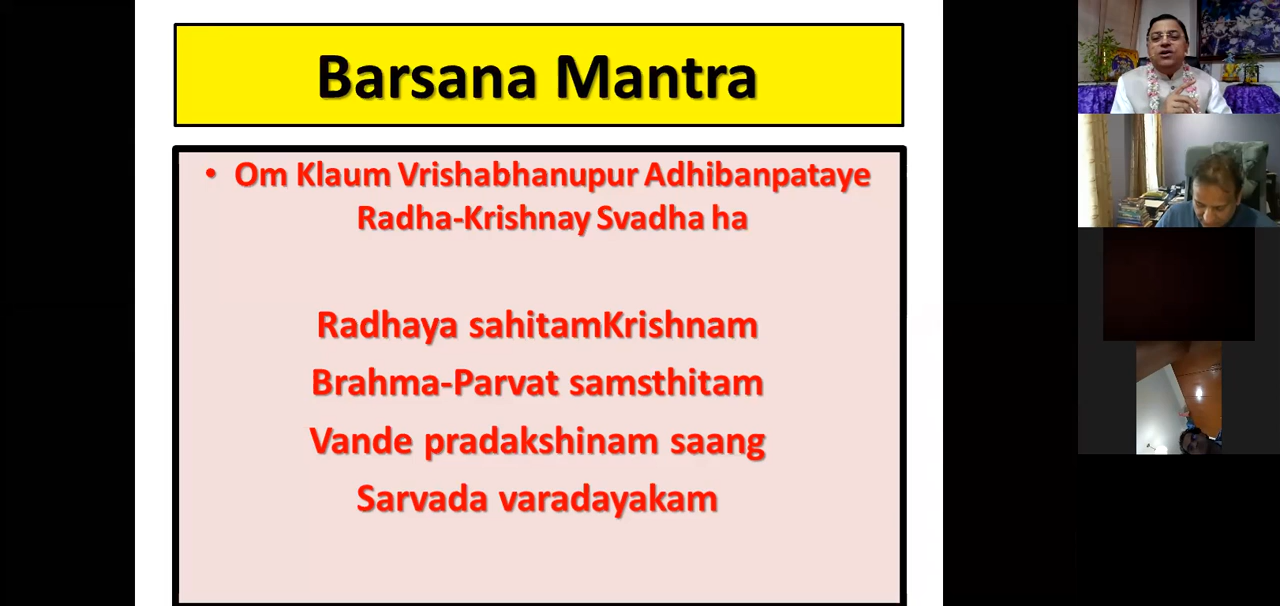 Barsana Mantra
• Om Klaum Vrishabhanupur Adhibanpataye
Radha-Krishnay Svadha ha
Radhaya sahitamKrishnam
Brahma-Parvat samsthitam
Vande pradakshinam saang
Sarvada varadayakam